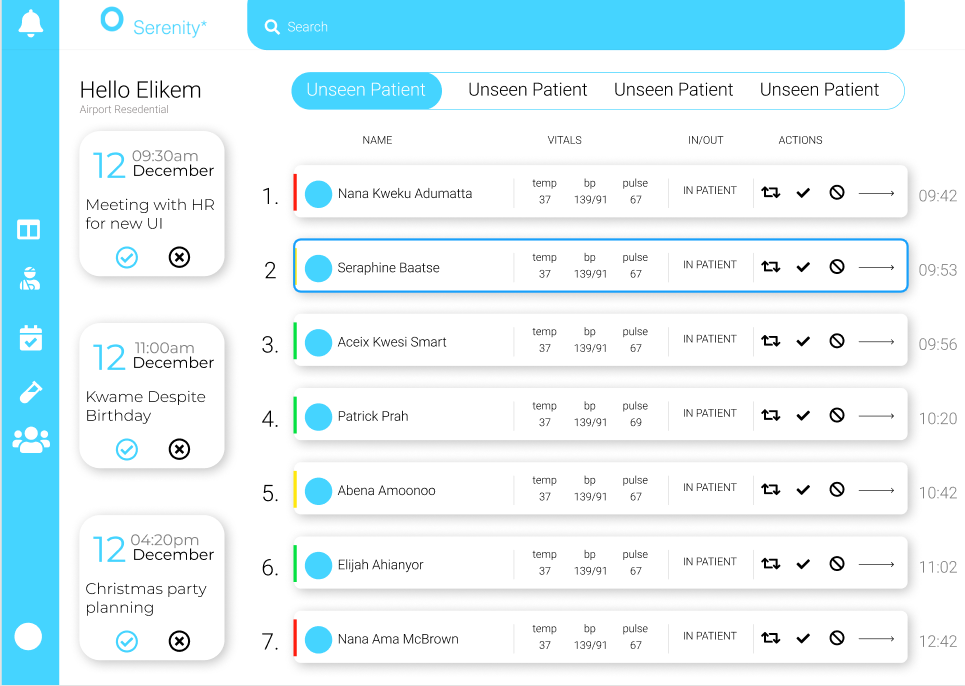 Serenity*
Search
Hello Elikem
Airport Resedential
Unseen Patient Unseen Patient Unseen Patient Unseen Patient
NAME VITALS IN/OUT ACTIONS
12 09:30am
December
Meeting with HR
for new UI
12 11:00am
December
Kwame Despite
Birthday
12 04:20pm
December
Christmas party
planning
1. Nana Kweku Adumatta temp bp pulse IN PATIENT 09:42
37 139/91 67
2 Seraphine Baatse temp bp pulse IN PATIENT 09:53
37 139/91 67
3. Aceix Kwesi Smart temp bp pulse IN PATIENT 09:56
37 139/91 67
4. Patrick Prah temp bp pulse IN PATIENT 10:20
37 139/91 69
5. Abena Amoonoo temp bp pulse IN PATIENT 10:42
37 139/91 67
6. Elijah Ahianyor temp bp pulse IN PATIENT 11:02
37 139/91 67
7. Nana Ama McBrown temp bp pulse IN PATIENT 12:42
37 139/91 67